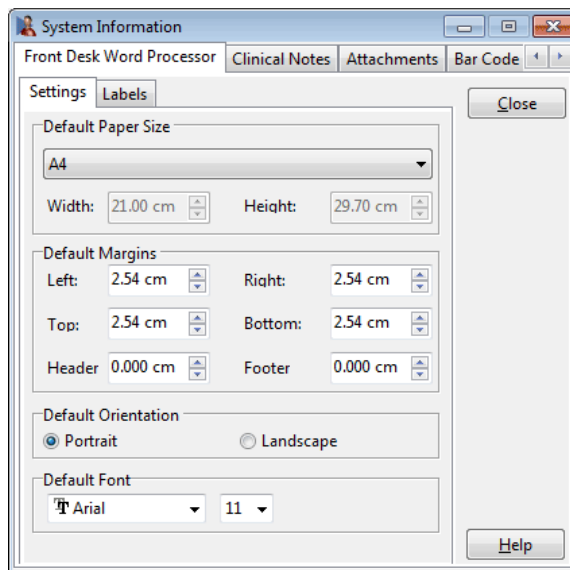 System Information
Front Desk Word Processor Clinical Notes Attachments Bar Code
Settings Labels
Close
Default Paper Size
A4
Width: 21.00 cm Height: 29.70 cm
Default Margins
Left: 2.54 cm Right: 2.54 cm
Top: 2.54 cm Bottom: 2.54 cm
Header 0.000 cm Footer 0.000 cm
Default Orientation
Portrait Landscape
Default Font
Arial 11
Help